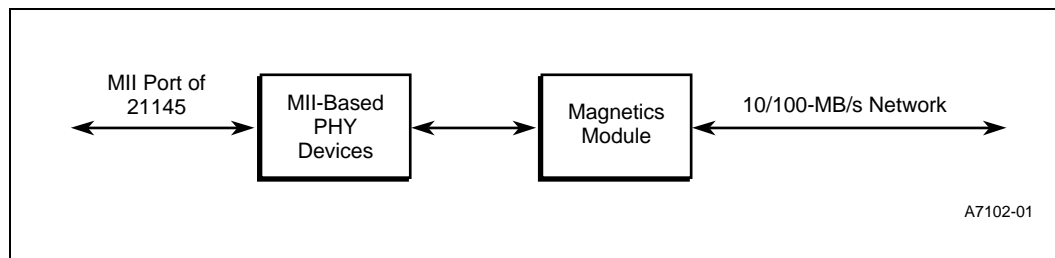 MII Port of
21145
MII-Based
PHY
Devices
Magnetics
Module
10/100-MB/s Network
A7102-01